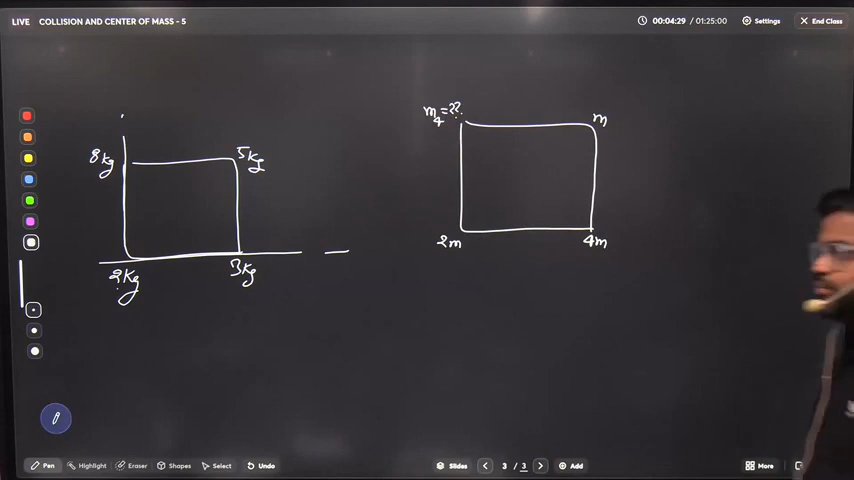 LIVE COLLISION AND CENTER OF MASS - 5
00:04:29 / 01:25:00
Settings
End Class
m₄=??
m
8kg
5kg
2m
4m
2kg
3kg
Pen
Highlight
Eraser
Shapes
Select
Undo
Slides
3 / 3
Add
More